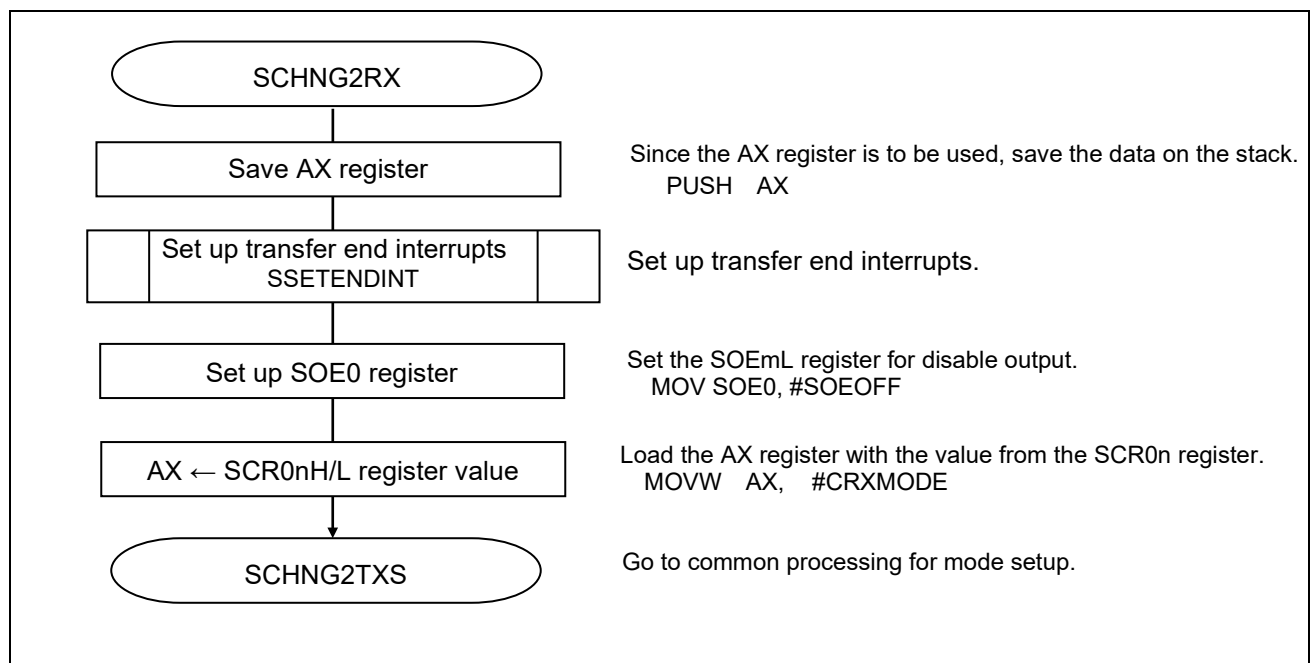 SCHNG2RX
Save AX register
Since the AX register is to be used, save the data on the stack.
PUSH AX
Set up transfer end interrupts
SSETENDINT
Set up transfer end interrupts.
Set up SOE0 register
Set the SOEmL register for disable output.
MOV SOE0, #SOEOFF
AX ← SCR0nH/L register value
Load the AX register with the value from the SCR0n register.
MOVW AX, #CRXMODE
SCHNG2TXS
Go to common processing for mode setup.